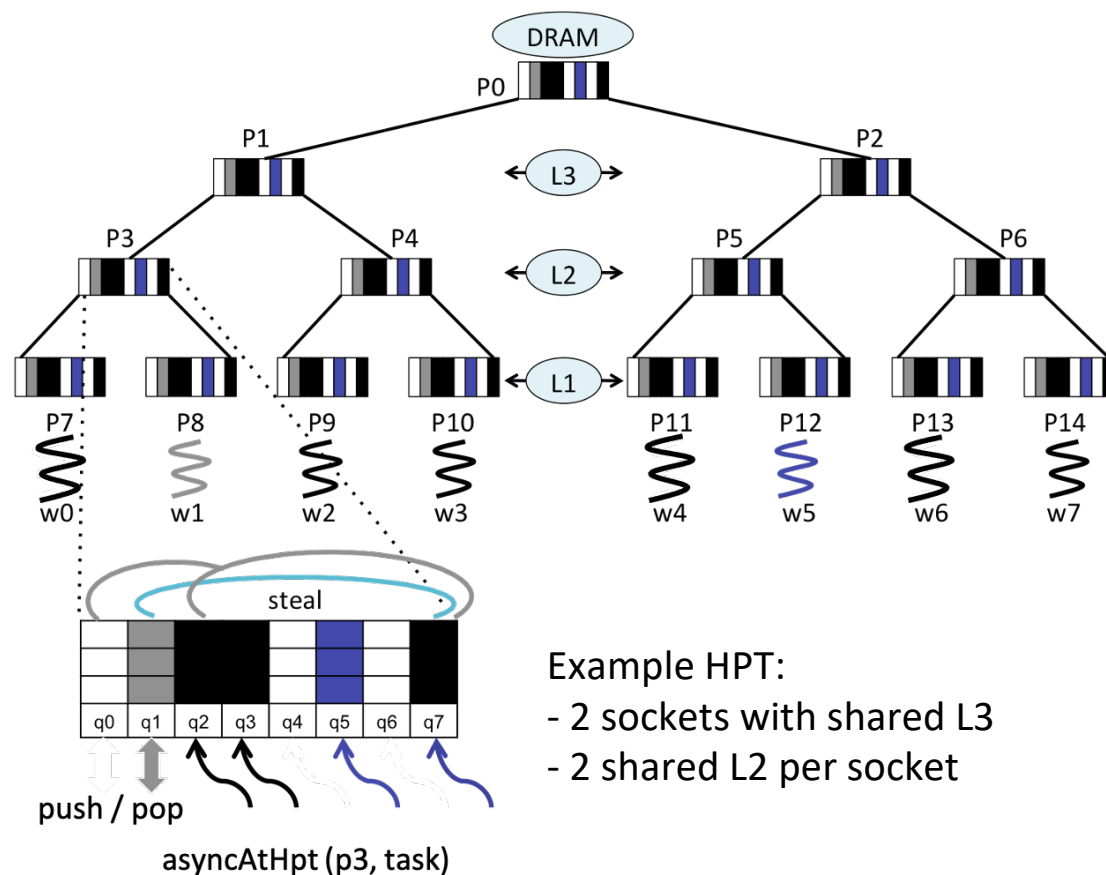 DRAM
P0
P1
P2
L3
P3
P4
P5
P6
L2
L1
P7
P8
P9
P10
P11
P12
P13
P14
w0
w1
w2
w3
w4
w5
w6
w7
steal
q0 q1 q2 q3 q4 q5 q6 q7
push / pop
asyncAtHpt (p3, task)
Example HPT:
- 2 sockets with shared L3
- 2 shared L2 per socket